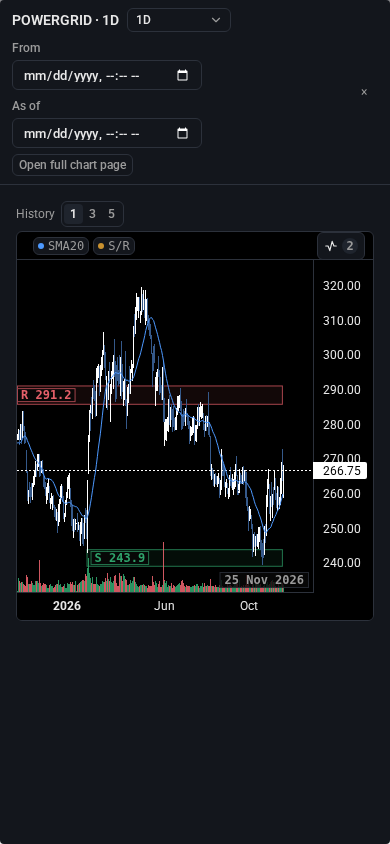 POWERGRID · 1D 1D
From
mm/dd/yyyy, --:-- --
×
As of
mm/dd/yyyy, --:-- --
Open full chart page
History 1 3 5
SMA20 S/R 2
320.00
310.00
300.00
290.00
R 291.2
280.00
270.00
266.75
260.00
250.00
S 243.9
240.00
25 Nov 2026
2026 Jun Oct